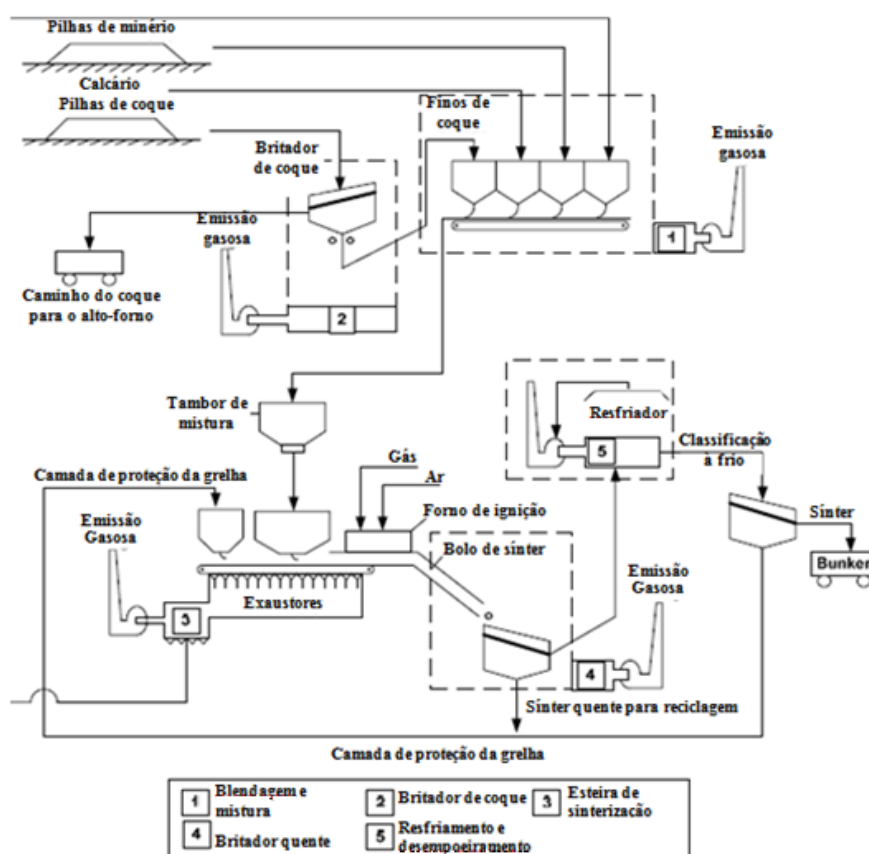 Pilhas de minério
Calcário
Pilhas de coque
Finos de
coque
Emissão
gasosa
Britador
de coque
Emissão
gasosa
1
Caminho do coque
para o alto-forno
2
Tambor de
mistura
Resfriador
5
Classificação
à frio
Gás
Ar
Camada de proteção da grelha
Forno de ignição
Emissão
Gasosa
Bolo de sínter
Sínter
Bunker
Emissão
Gasosa
Exaustores
3
4
Sínter quente para reciclagem
Camada de proteção da grelha
1 Blendagem e
mistura
2 Britador de coque
3 Esteira de
sinterização
4 Britador quente
5 Resfriamento e
desempoeiramento